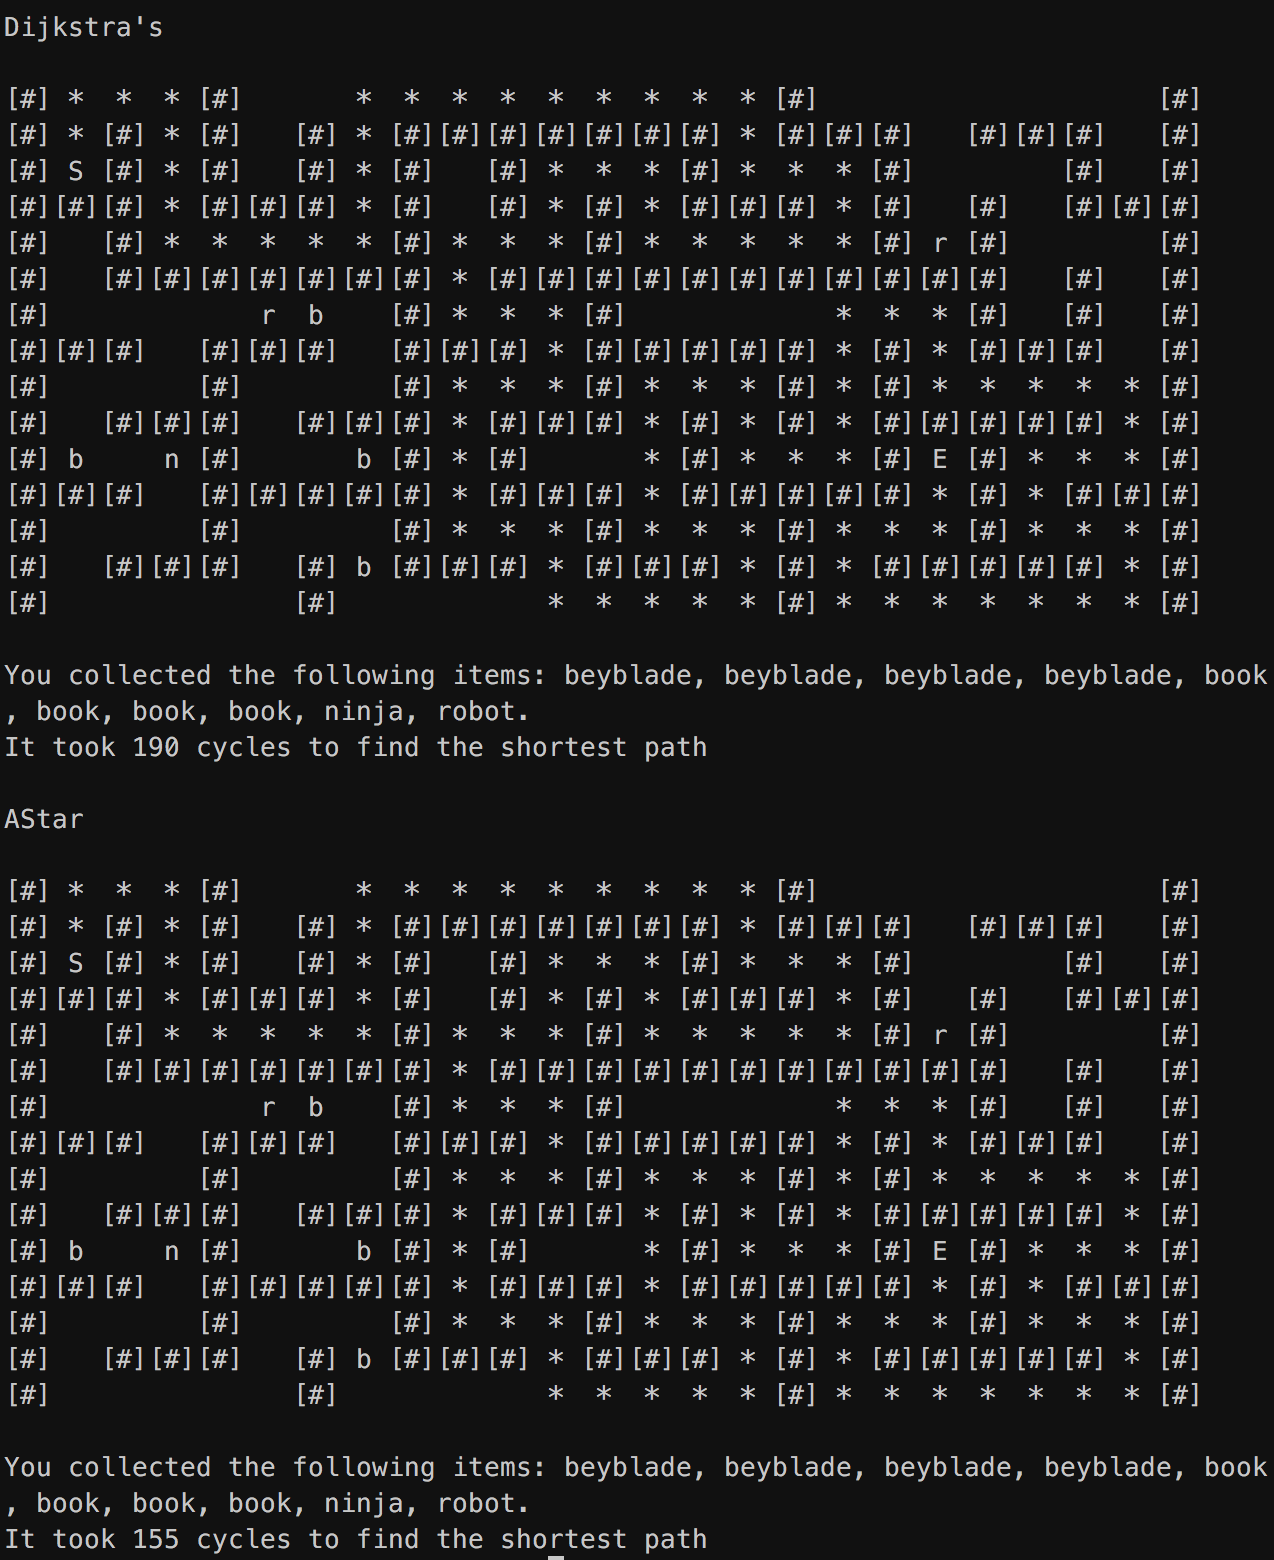 Dijkstra's
[#] *  *  * [#]       *  *  *  *  *  *  *  *  * [#]                     [#]
[#] * [#] * [#]   [#] * [#][#][#][#][#][#][#] * [#][#][#]   [#][#][#]   [#]
[#] S [#] * [#]   [#] * [#]   [#] *  *  * [#] *  *  * [#]         [#]   [#]
[#][#][#] * [#][#][#] * [#]   [#] * [#] * [#][#][#] * [#]   [#]   [#][#][#]
[#]   [#] *  *  *  *  * [#] *  *  * [#] *  *  *  *  * [#] r [#]         [#]
[#]   [#][#][#][#][#][#][#] * [#][#][#][#][#][#][#][#][#][#][#]   [#]   [#]
[#]             r  b    [#] *  *  * [#]             *  *  * [#]   [#]   [#]
[#][#][#]   [#][#][#]   [#][#][#] * [#][#][#][#][#] * [#] * [#][#][#]   [#]
[#]         [#]         [#] *  *  * [#] *  *  * [#] * [#] *  *  *  *  * [#]
[#]   [#][#][#]   [#][#][#] * [#][#][#] * [#] * [#] * [#][#][#][#][#] * [#]
[#] b     n [#]       b [#] * [#]       * [#] *  *  * [#] E [#] *  *  * [#]
[#][#][#]   [#][#][#][#][#] * [#][#][#] * [#][#][#][#][#] * [#] * [#][#][#]
[#]         [#]         [#] *  *  * [#] *  *  * [#] *  *  * [#] *  *  * [#]
[#]   [#][#][#]   [#] b [#][#][#] * [#][#][#] * [#] * [#][#][#][#][#] * [#]
[#]               [#]             *  *  *  *  * [#] *  *  *  *  *  *  * [#]
You collected the following items: beyblade, beyblade, beyblade, beyblade, book
, book, book, book, ninja, robot.
It took 190 cycles to find the shortest path
AStar
[#] *  *  * [#]       *  *  *  *  *  *  *  *  * [#]                     [#]
[#] * [#] * [#]   [#] * [#][#][#][#][#][#][#] * [#][#][#]   [#][#][#]   [#]
[#] S [#] * [#]   [#] * [#]   [#] *  *  * [#] *  *  * [#]         [#]   [#]
[#][#][#] * [#][#][#] * [#]   [#] * [#] * [#][#][#] * [#]   [#]   [#][#][#]
[#]   [#] *  *  *  *  * [#] *  *  * [#] *  *  *  *  * [#] r [#]         [#]
[#]   [#][#][#][#][#][#][#] * [#][#][#][#][#][#][#][#][#][#][#]   [#]   [#]
[#]             r  b    [#] *  *  * [#]             *  *  * [#]   [#]   [#]
[#][#][#]   [#][#][#]   [#][#][#] * [#][#][#][#][#] * [#] * [#][#][#]   [#]
[#]         [#]         [#] *  *  * [#] *  *  * [#] * [#] *  *  *  *  * [#]
[#]   [#][#][#]   [#][#][#] * [#][#][#] * [#] * [#] * [#][#][#][#][#] * [#]
[#] b     n [#]       b [#] * [#]       * [#] *  *  * [#] E [#] *  *  * [#]
[#][#][#]   [#][#][#][#][#] * [#][#][#] * [#][#][#][#][#] * [#] * [#][#][#]
[#]         [#]         [#] *  *  * [#] *  *  * [#] *  *  * [#] *  *  * [#]
[#]   [#][#][#]   [#] b [#][#][#] * [#][#][#] * [#] * [#][#][#][#][#] * [#]
[#]               [#]             *  *  *  *  * [#] *  *  *  *  *  *  * [#]
You collected the following items: beyblade, beyblade, beyblade, beyblade, book
, book, book, book, ninja, robot.
It took 155 cycles to find the shortest path